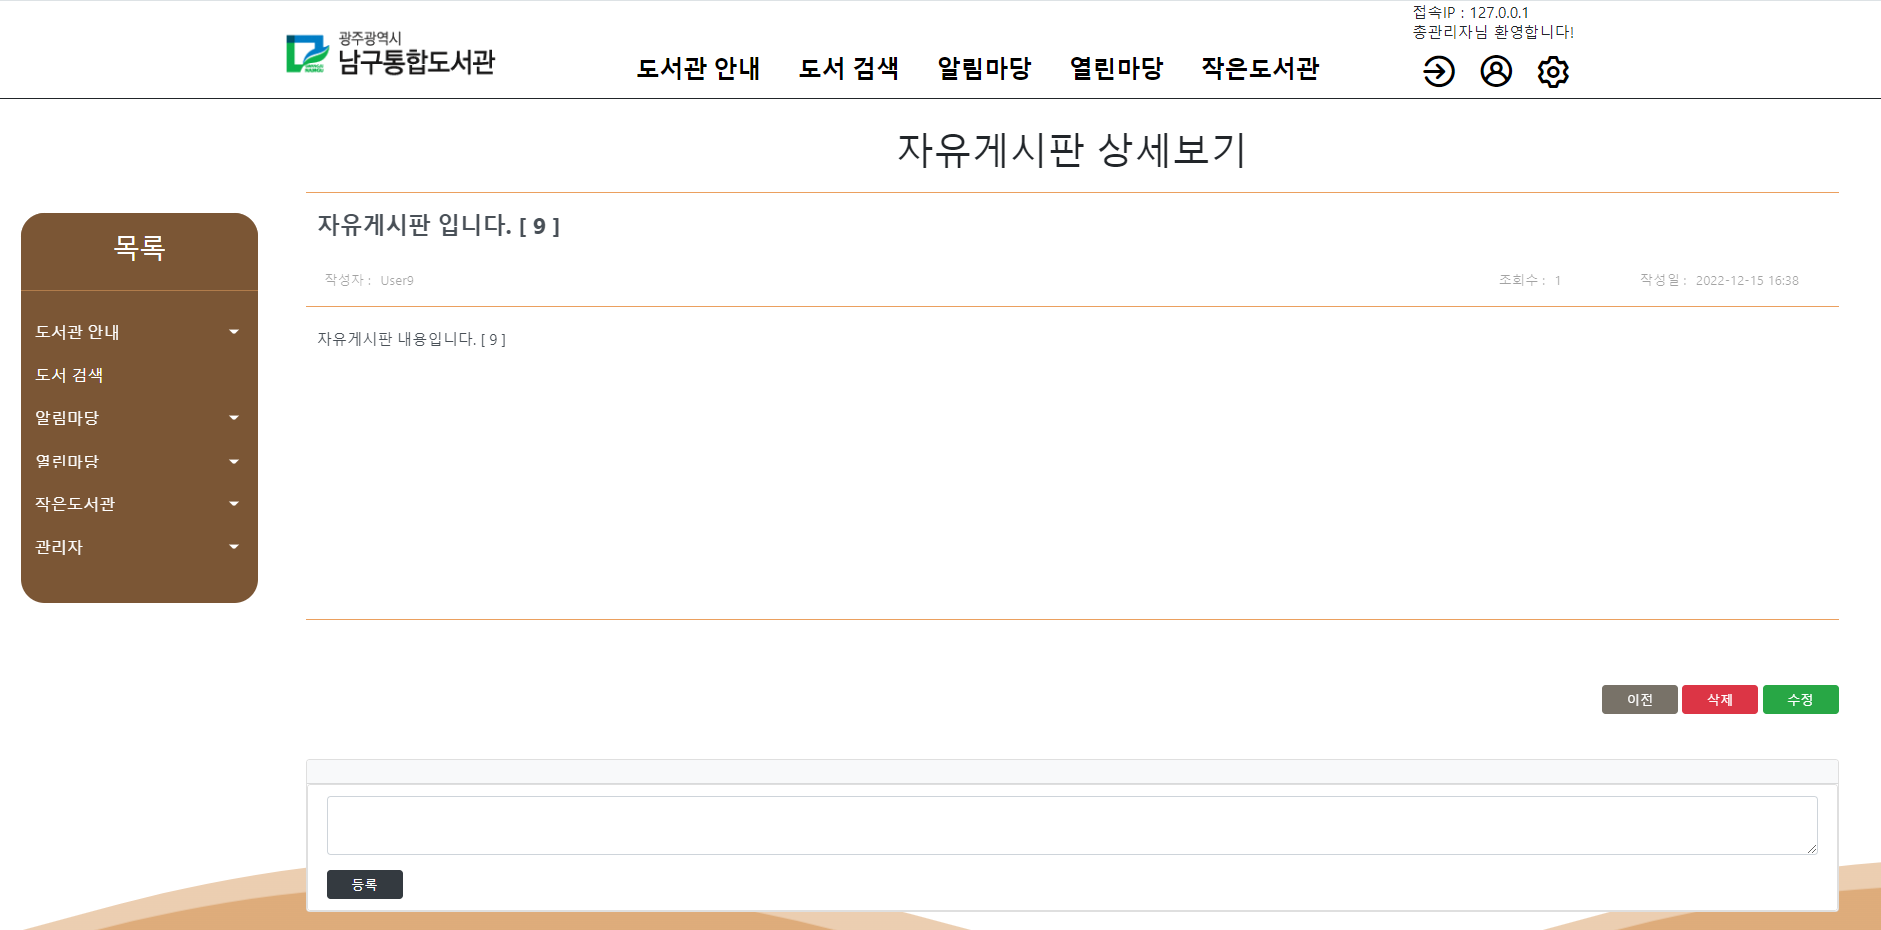 접속IP : 127.0.0.1
총관리자님 환영합니다!
광주광역시
남구통합도서관
도서관 안내 도서 검색 알림마당 열린마당 작은도서관
자유게시판 상세보기
자유게시판 입니다. [ 9 ]
작성자 : User9 조회수 : 1 작성일 : 2022-12-15 16:38
자유게시판 내용입니다. [ 9 ]
목록
도서관 안내
도서 검색
알림마당
열린마당
작은도서관
관리자
이전 삭제 수정
등록